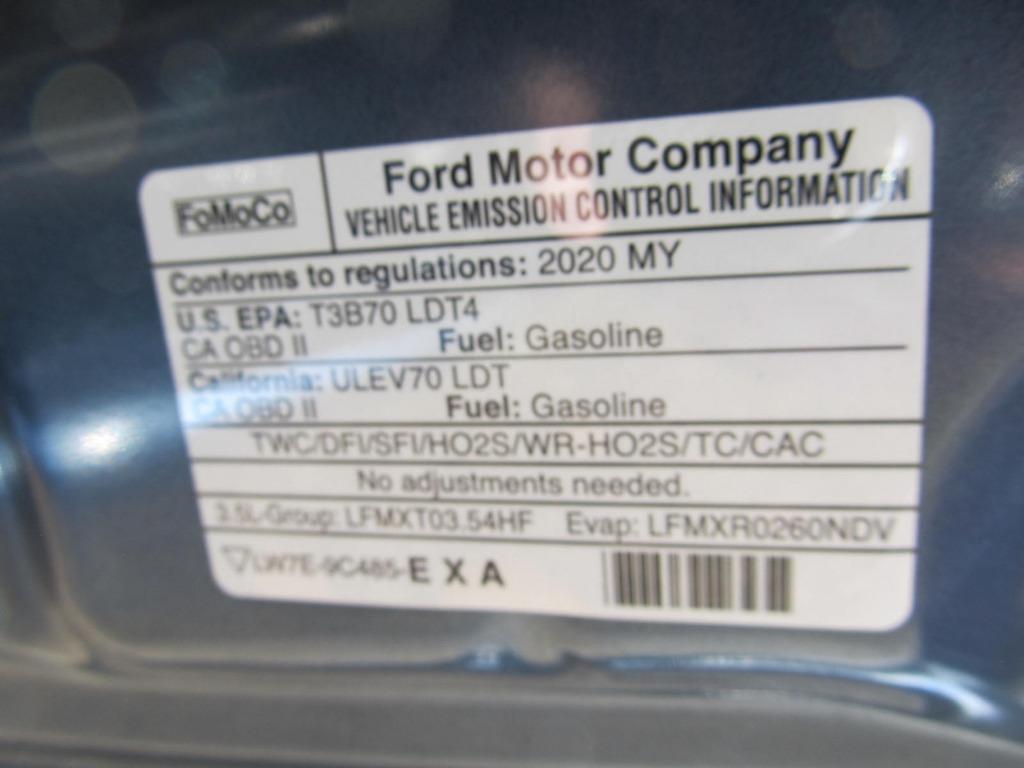 FoMoCo
Ford Motor Company
VEHICLE EMISSION CONTROL INFORMATION
Conforms to regulations: 2020 MY
U.S. EPA: T3B70 LDT4
CA OBD II Fuel: Gasoline
California: ULEV70 LDT
CA OBD II Fuel: Gasoline
TWC/DFI/SFI/HO2S/WR-HO2S/TC/CAC
No adjustments needed.
3.5L-Group: LFMXT03.54HF Evap: LFMXR0260NDV
LW7E-9C485-E X A